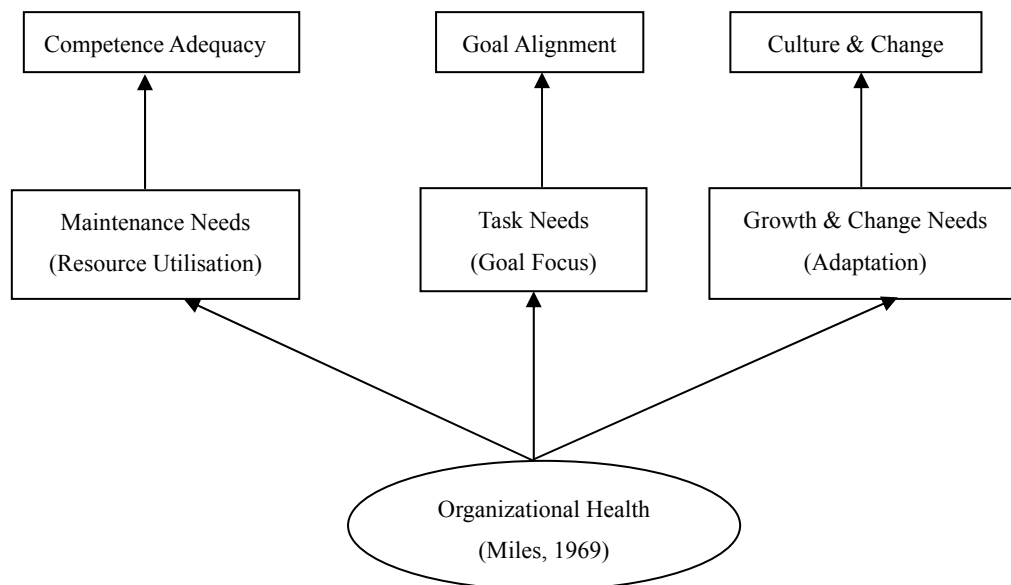 Competence Adequacy
Goal Alignment
Culture & Change
Maintenance Needs
(Resource Utilisation)
Task Needs
(Goal Focus)
Growth & Change Needs
(Adaptation)
Organizational Health
(Miles, 1969)